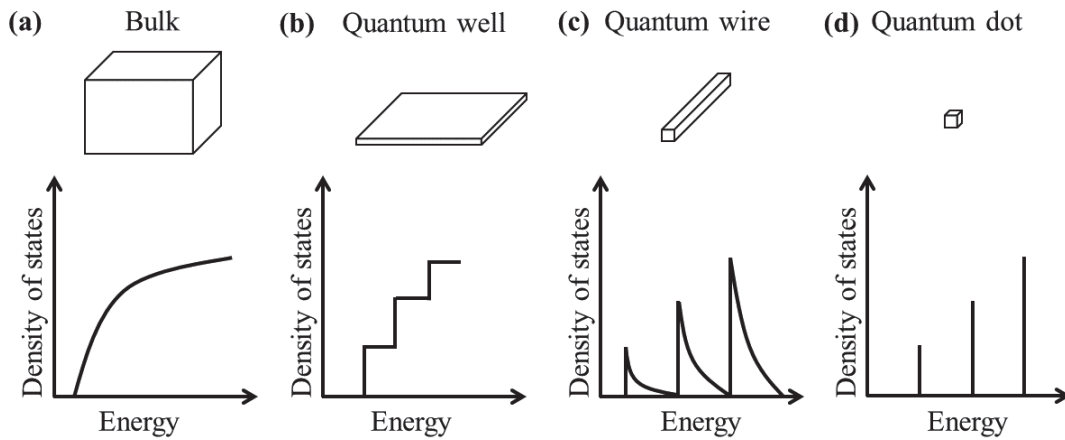 (a) Bulk
(b) Quantum well
(c) Quantum wire
(d) Quantum dot
Density of states
Energy
Density of states
Energy
Density of states
Energy
Density of states
Energy